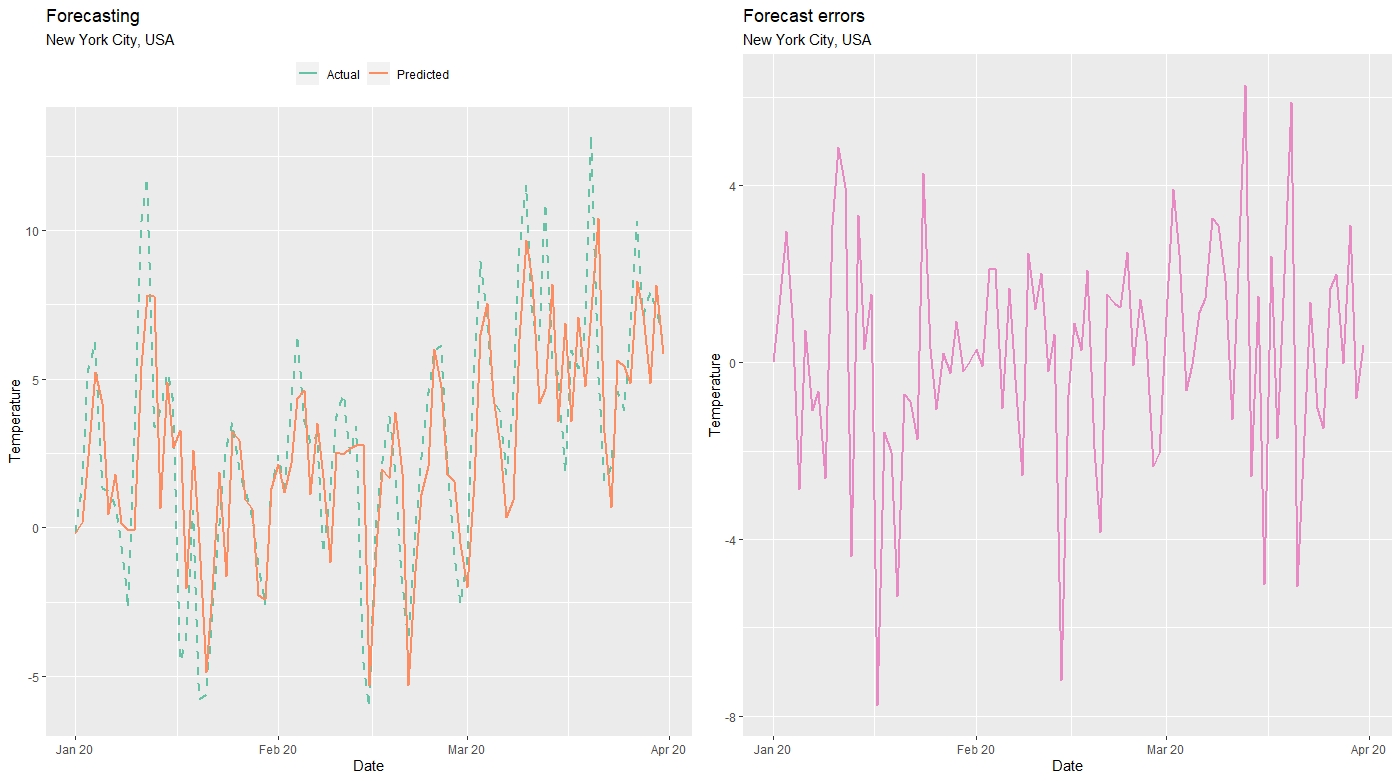 Forecasting
New York City, USA
Actual Predicted
Temperature
10
5
0
-5
Jan 20 Feb 20 Mar 20 Apr 20
Date
Forecast errors
New York City, USA
Temperature
4
0
-4
-8
Jan 20 Feb 20 Mar 20 Apr 20
Date